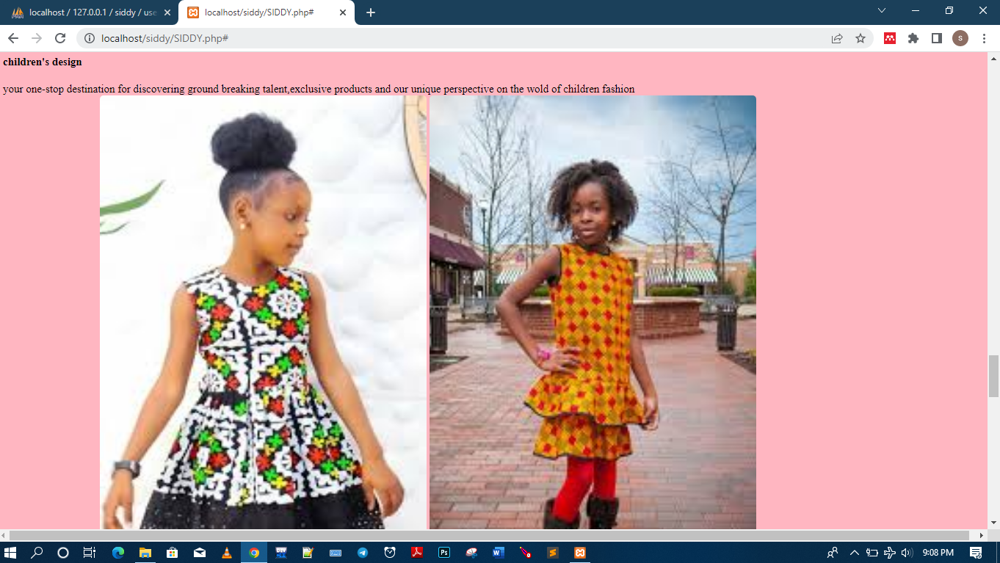 localhost / 127.0.0.1 / siddy / use
localhost/siddy/SIDDY.php#
localhost/siddy/SIDDY.php#
S
children's design
your one-stop destination for discovering ground breaking talent,exclusive products and our unique perspective on the wold of children fashion
Ps
W
9:08 PM